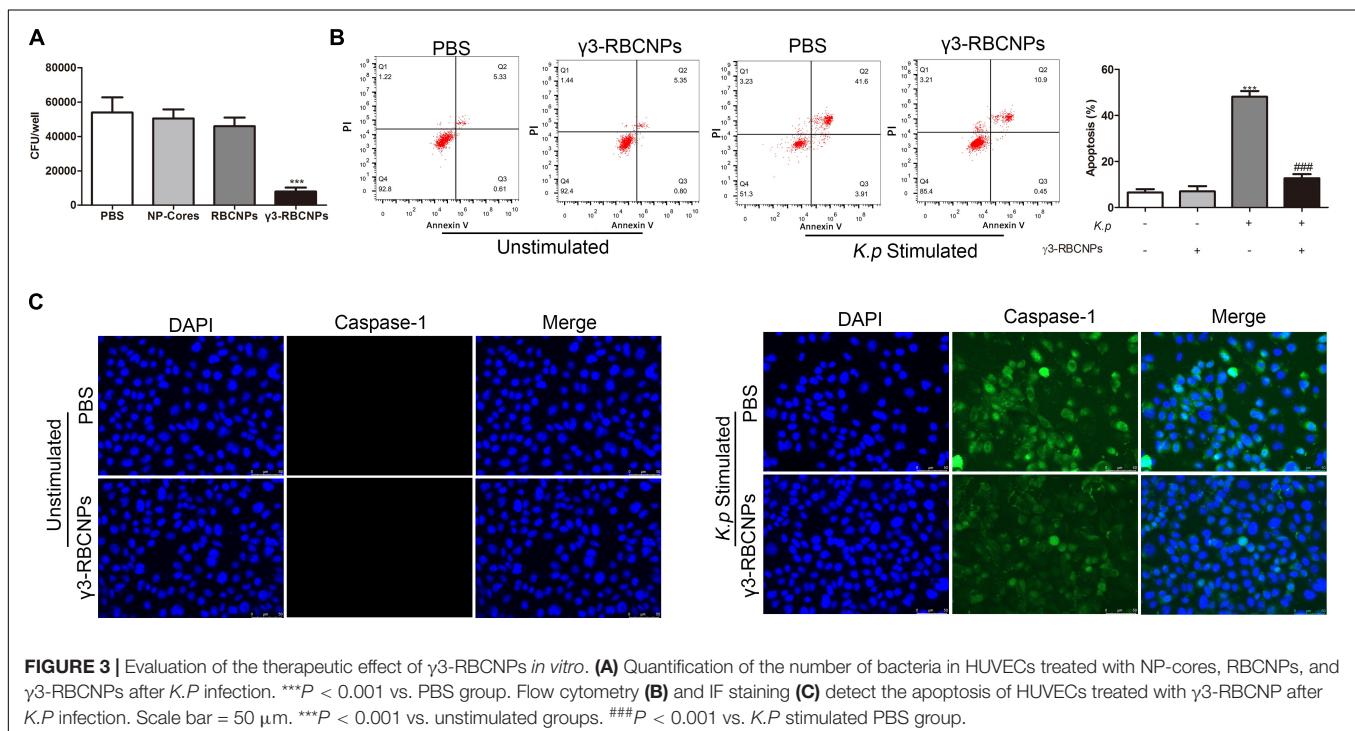 A
80000
60000
40000
20000
0
CFU/well
PBS
NP-Cores
RBCNPs
γ3-RBCNPs
***
B
PBS
Q1
1.22
Q2
5.33
Q4
92.8
Q3
0.61
PI
Annexin V
γ3-RBCNPs
Q1
1.44
Q2
5.35
Q4
92.4
Q3
0.80
PI
Annexin V
Unstimulated
PBS
Q1
3.23
Q2
41.6
Q4
51.3
Q3
3.91
PI
Annexin V
γ3-RBCNPs
Q1
3.21
Q2
10.9
Q4
85.4
Q3
0.45
PI
Annexin V
K.p Stimulated
60
40
20
0
Apoptosis (%)
***
###
K.p - - + +
γ3-RBCNPs - + - +
C
DAPI Caspase-1 Merge
Unstimulated
PBS
γ3-RBCNPs
DAPI Caspase-1 Merge
K.p Stimulated
PBS
γ3-RBCNPs
FIGURE 3 | Evaluation of the therapeutic effect of γ3-RBCNPs in vitro. (A) Quantification of the number of bacteria in HUVECs treated with NP-cores, RBCNPs, and
γ3-RBCNPs after K.P infection. ***P < 0.001 vs. PBS group. Flow cytometry (B) and IF staining (C) detect the apoptosis of HUVECs treated with γ3-RBCNP after
K.P infection. Scale bar = 50 μm. ***P < 0.001 vs. unstimulated groups. ###P < 0.001 vs. K.P stimulated PBS group.